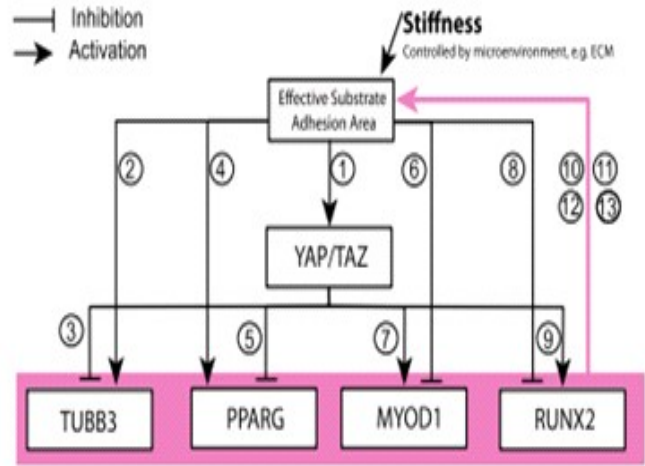 Inhibition
Activation
Stiffness
Controlled by microenvironment, e.g. ECM
Effective Substrate
Adhesion Area
2
4
1
6
8
10
11
12
13
YAP/TAZ
3
5
7
9
TUBB3
PPARG
MYOD1
RUNX2